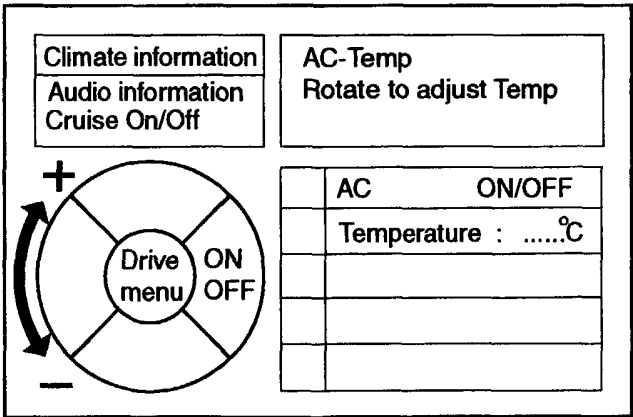 Climate information
Audio information
Cruise On/Off
AC-Temp
Rotate to adjust Temp
+
Drive
menu
ON
OFF
—
AC ON/OFF
Temperature : ......°C